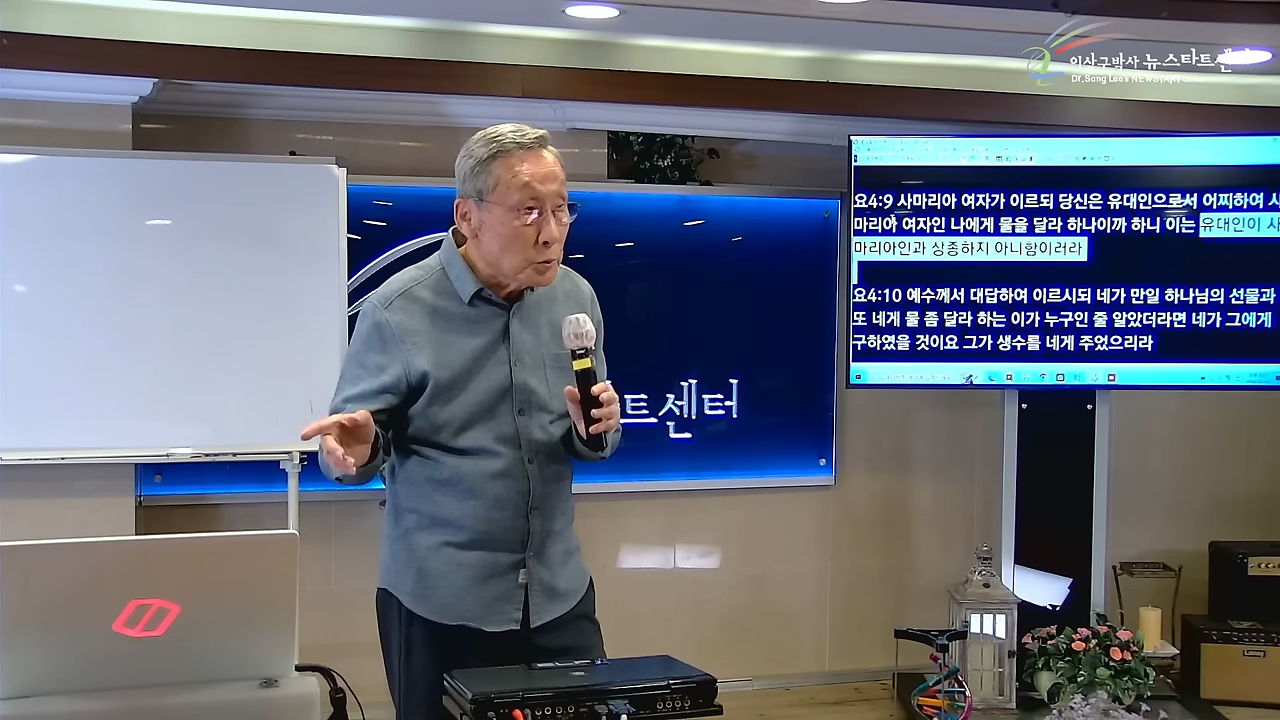 이상구박사 뉴스타트센터
Dr.Sang Lee's NEWSTART Center
요4:9 사마리아 여자가 이르되 당신은 유대인으로서 어찌하여 사
마리아 여자인 나에게 물을 달라 하나이까 하니 이는 유대인이 사
마리아인과 상종하지 아니함이러라
요4:10 예수께서 대답하여 이르시되 네가 만일 하나님의 선물과
또 네게 물 좀 달라 하는 이가 누구인 줄 알았더라면 네가 그에게
구하였을 것이요 그가 생수를 네게 주었으리라
트센터